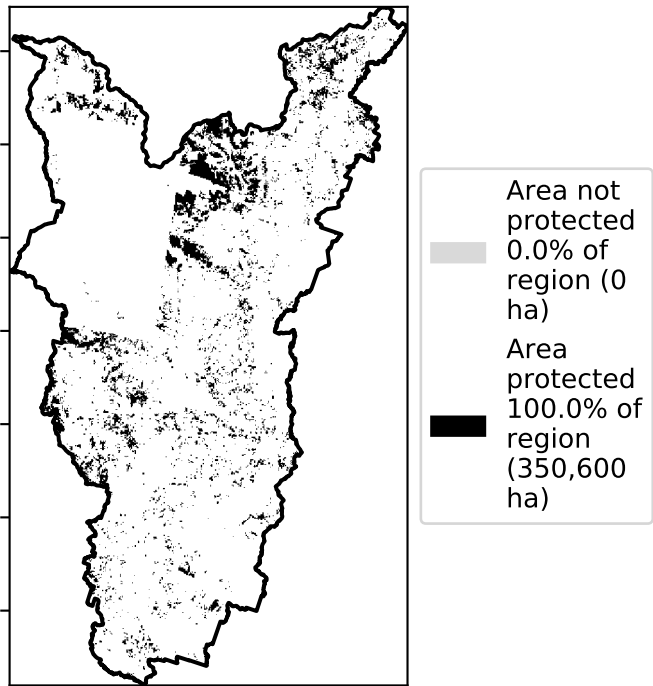 Area not
protected
0.0% of
region (0
ha)
Area
protected
100.0% of
region
(350,600
ha)